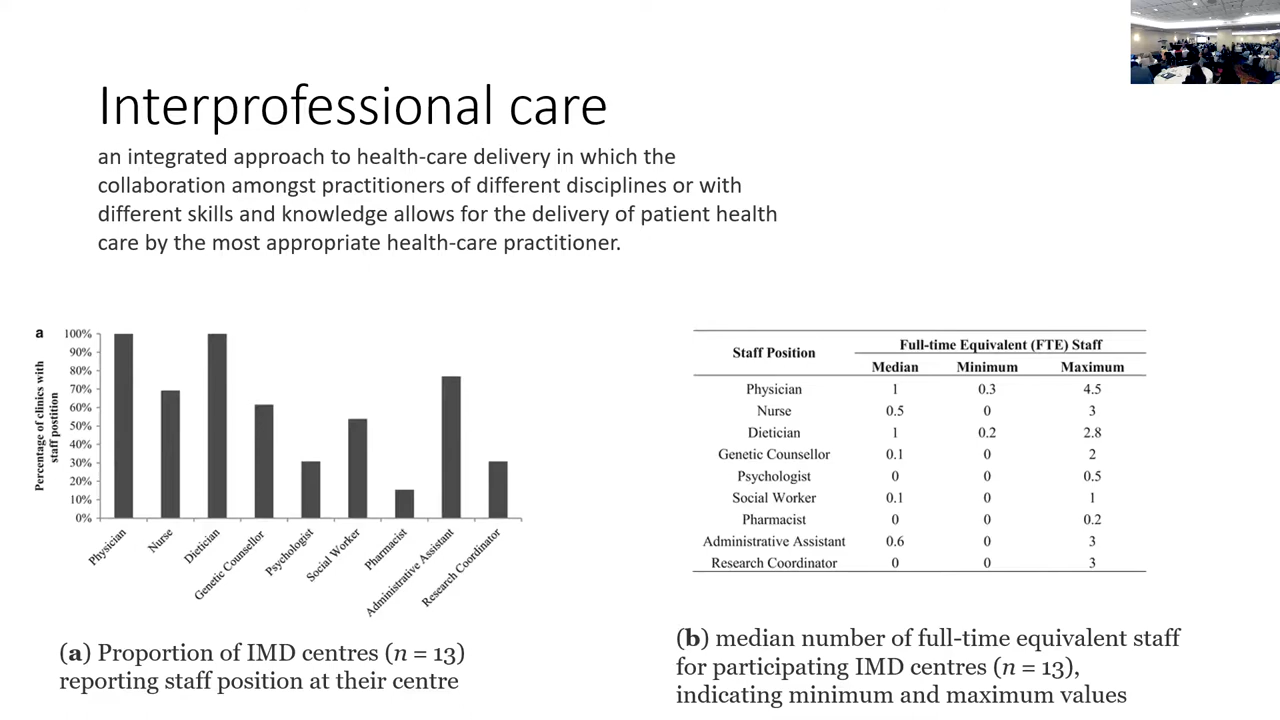 Interprofessional care
an integrated approach to health-care delivery in which the
collaboration amongst practitioners of different disciplines or with
different skills and knowledge allows for the delivery of patient health
care by the most appropriate health-care practitioner.
a
Percentage of clinics with
staff postition
100%
90%
80%
70%
60%
50%
40%
30%
20%
10%
0%
Physician
Nurse
Dietician
Genetic Counsellor
Psychologist
Social Worker
Pharmacist
Administrative Assistant
Research Coordinator
(a) Proportion of IMD centres (n = 13)
reporting staff position at their centre
Staff Position Full-time Equivalent (FTE) Staff
Median Minimum Maximum
Physician 1 0.3 4.5
Nurse 0.5 0 3
Dietician 1 0.2 2.8
Genetic Counsellor 0.1 0 2
Psychologist 0 0 0.5
Social Worker 0.1 0 1
Pharmacist 0 0 0.2
Administrative Assistant 0.6 0 3
Research Coordinator 0 0 3
(b) median number of full-time equivalent staff
for participating IMD centres (n = 13),
indicating minimum and maximum values